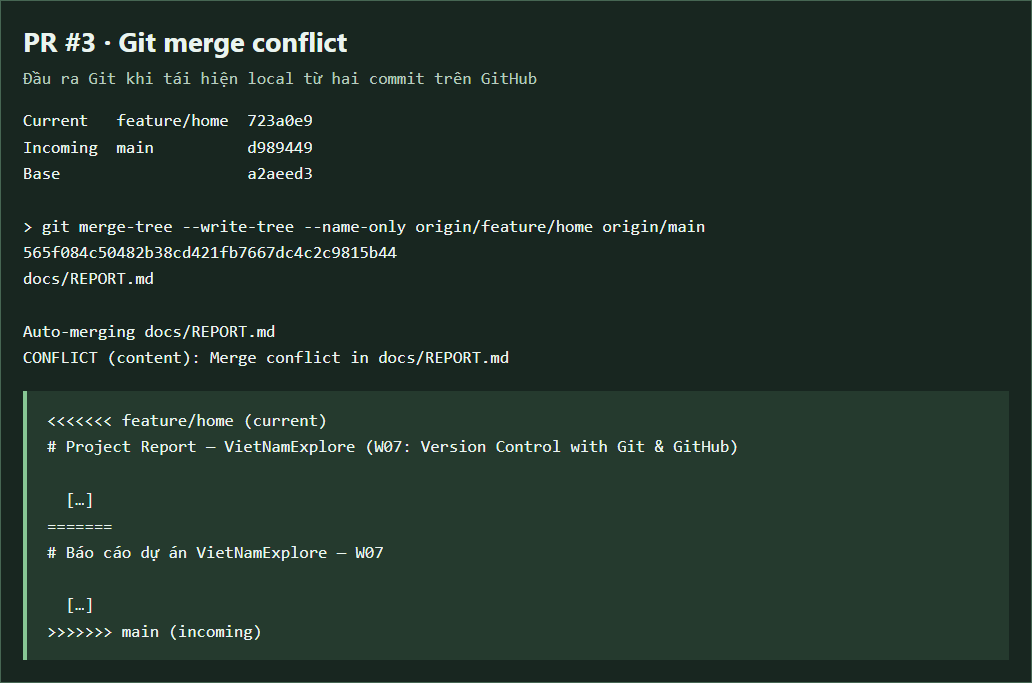 PR #3 · Git merge conflict
Đầu ra Git khi tái hiện local từ hai commit trên GitHub
Current feature/home 723a0e9
Incoming main d989449
Base a2aeed3
> git merge-tree --write-tree --name-only origin/feature/home origin/main
565f084c50482b38cd421fb7667dc4c2c9815b44
docs/REPORT.md
Auto-merging docs/REPORT.md
CONFLICT (content): Merge conflict in docs/REPORT.md
<<<<<<< feature/home (current)
# Project Report — VietNamExplore (W07: Version Control with Git & GitHub)
[…]
=======
# Báo cáo dự án VietNamExplore — W07
[…]
>>>>>>> main (incoming)